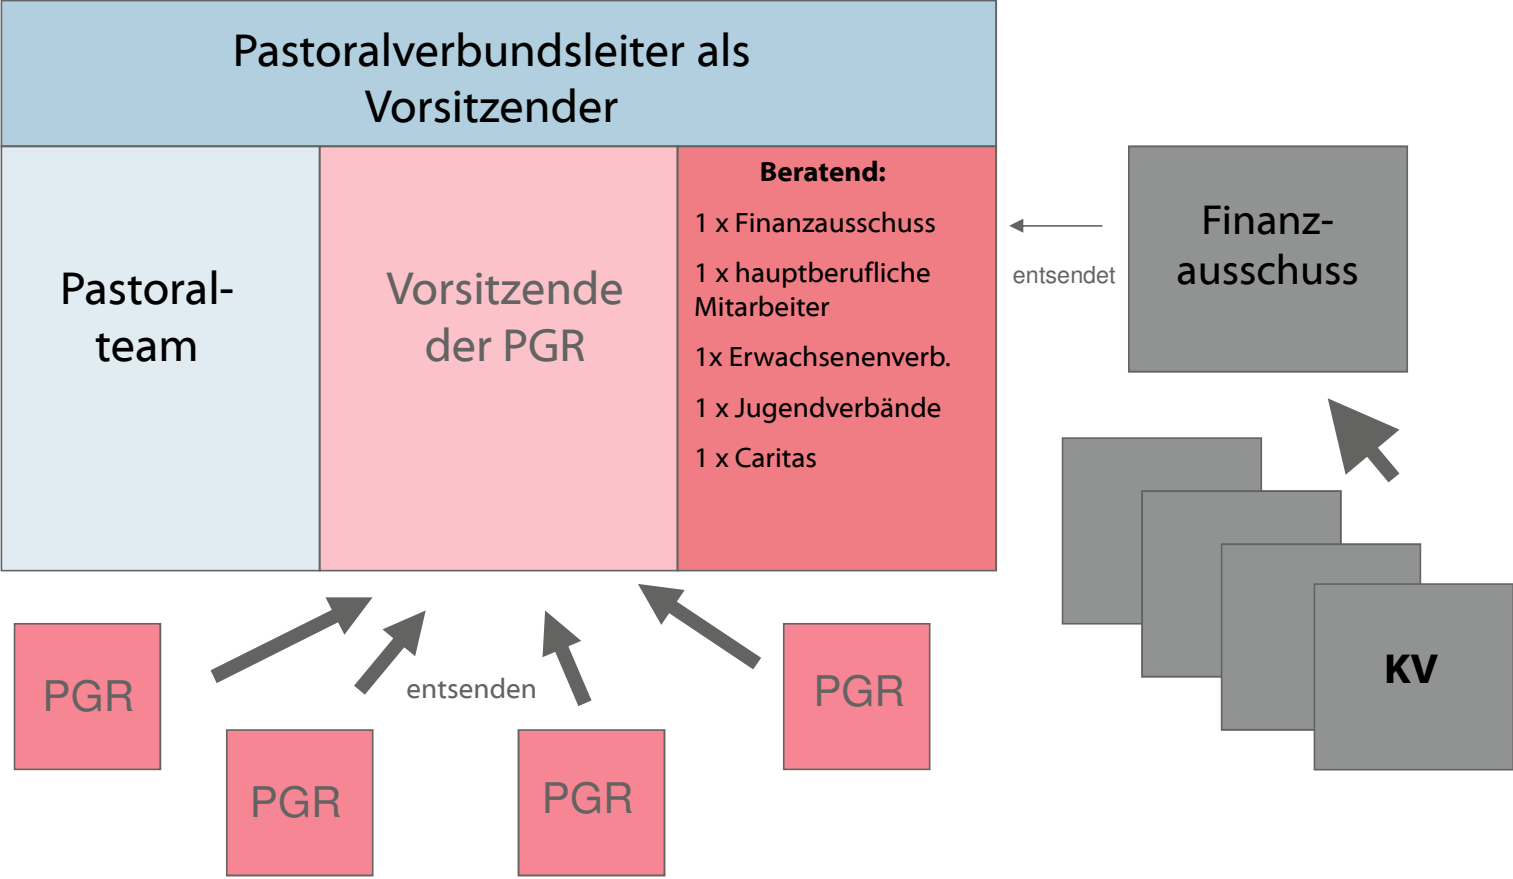 Pastoralverbundsleiter als
Vorsitzender
Pastoral-
team
Vorsitzende
der PGR
Beratend:
1 x Finanzausschuss
1 x hauptberufliche
Mitarbeiter
1x Erwachsenenverb.
1 x Jugendverbände
1 x Caritas
entsendet
Finanz-
ausschuss
KV
entsenden
PGR
PGR
PGR
PGR